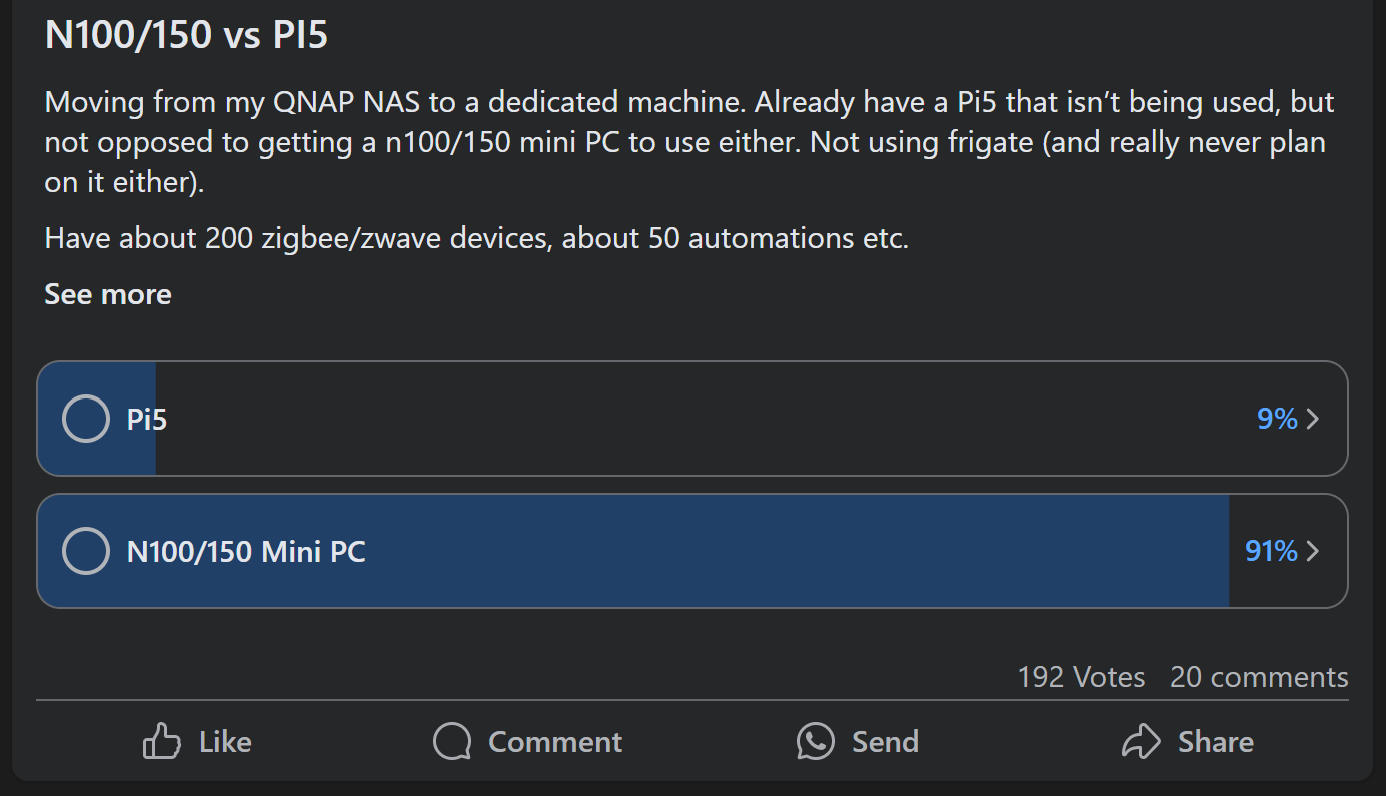 N100/150 vs PI5
Moving from my QNAP NAS to a dedicated machine. Already have a Pi5 that isn’t being used, but
not opposed to getting a n100/150 mini PC to use either. Not using frigate (and really never plan
on it either).
Have about 200 zigbee/zwave devices, about 50 automations etc.
See more
Pi5 9%
N100/150 Mini PC 91%
192 Votes 20 comments
Like Comment Send Share